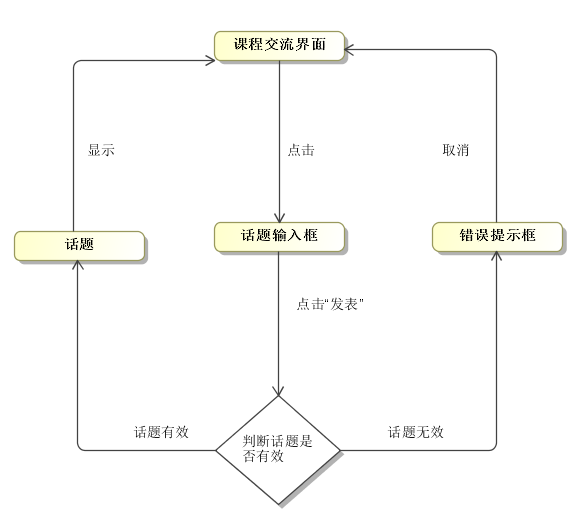 课程交流界面
显示
点击
取消
话题
话题输入框
错误提示框
点击“发表”
话题有效
话题无效
判断话题是
否有效